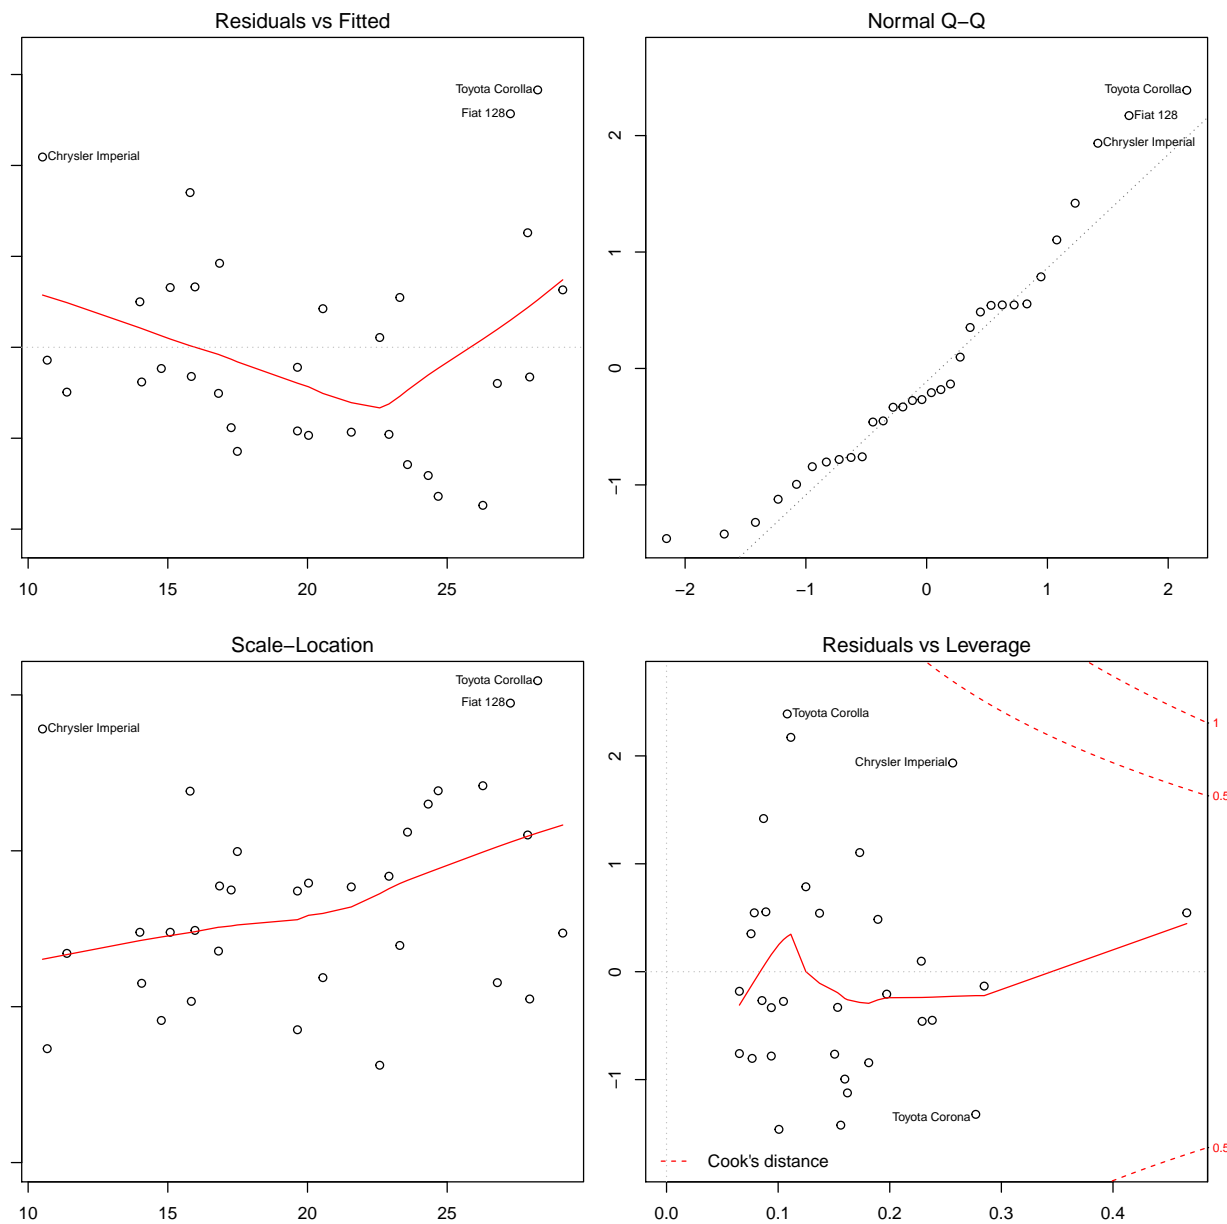 Residuals vs Fitted
Toyota Corolla
Fiat 128
Chrysler Imperial
10 15 20 25
Normal Q−Q
Toyota Corolla
Fiat 128
Chrysler Imperial
2
1
0
−1
−2 −1 0 1 2
Scale−Location
Toyota Corolla
Fiat 128
Chrysler Imperial
10 15 20 25
Residuals vs Leverage
Toyota Corolla
1
2
Chrysler Imperial
0.5
1
0
−1
Toyota Corona
0.5
Cook's distance
0.0 0.1 0.2 0.3 0.4